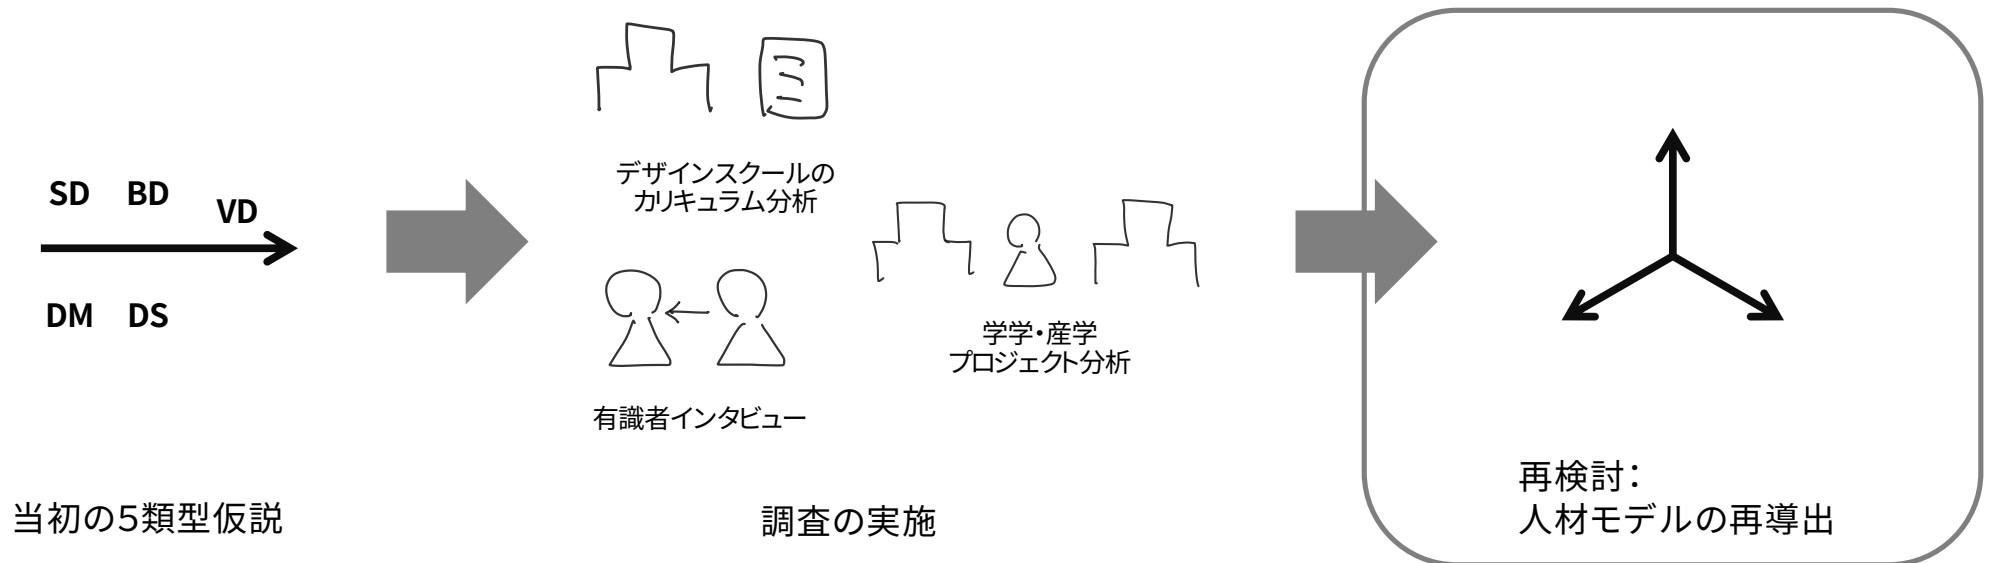 SD BD
VD
DM DS
当初の5類型仮説
デザインスクールの
カリキュラム分析
有識者インタビュー
学学・産学
プロジェクト分析
調査の実施
再検討：
人材モデルの再導出